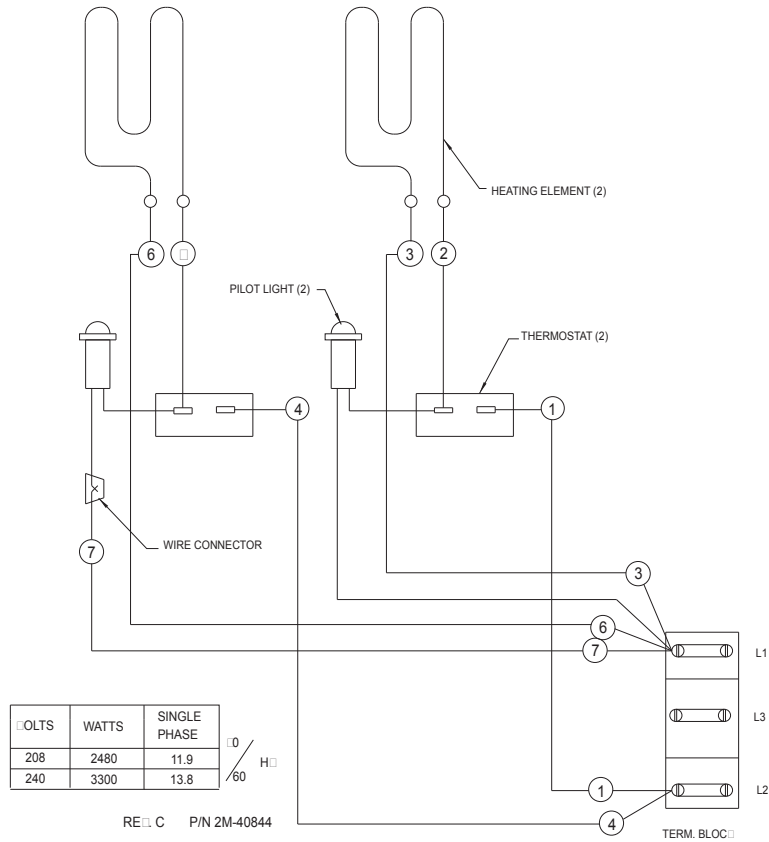 HEATING ELEMENT (2)
6
3
2
PILOT LIGHT (2)
THERMOSTAT (2)
4
1
WIRE CONNECTOR
7
3
6
7
L1
L3
1
L2
4
TERM. BLOC□
□OLTS WATTS SINGLE PHASE
208 2480 11.9
240 3300 13.8
□0/60 H□
RE□. C P/N 2M-40844